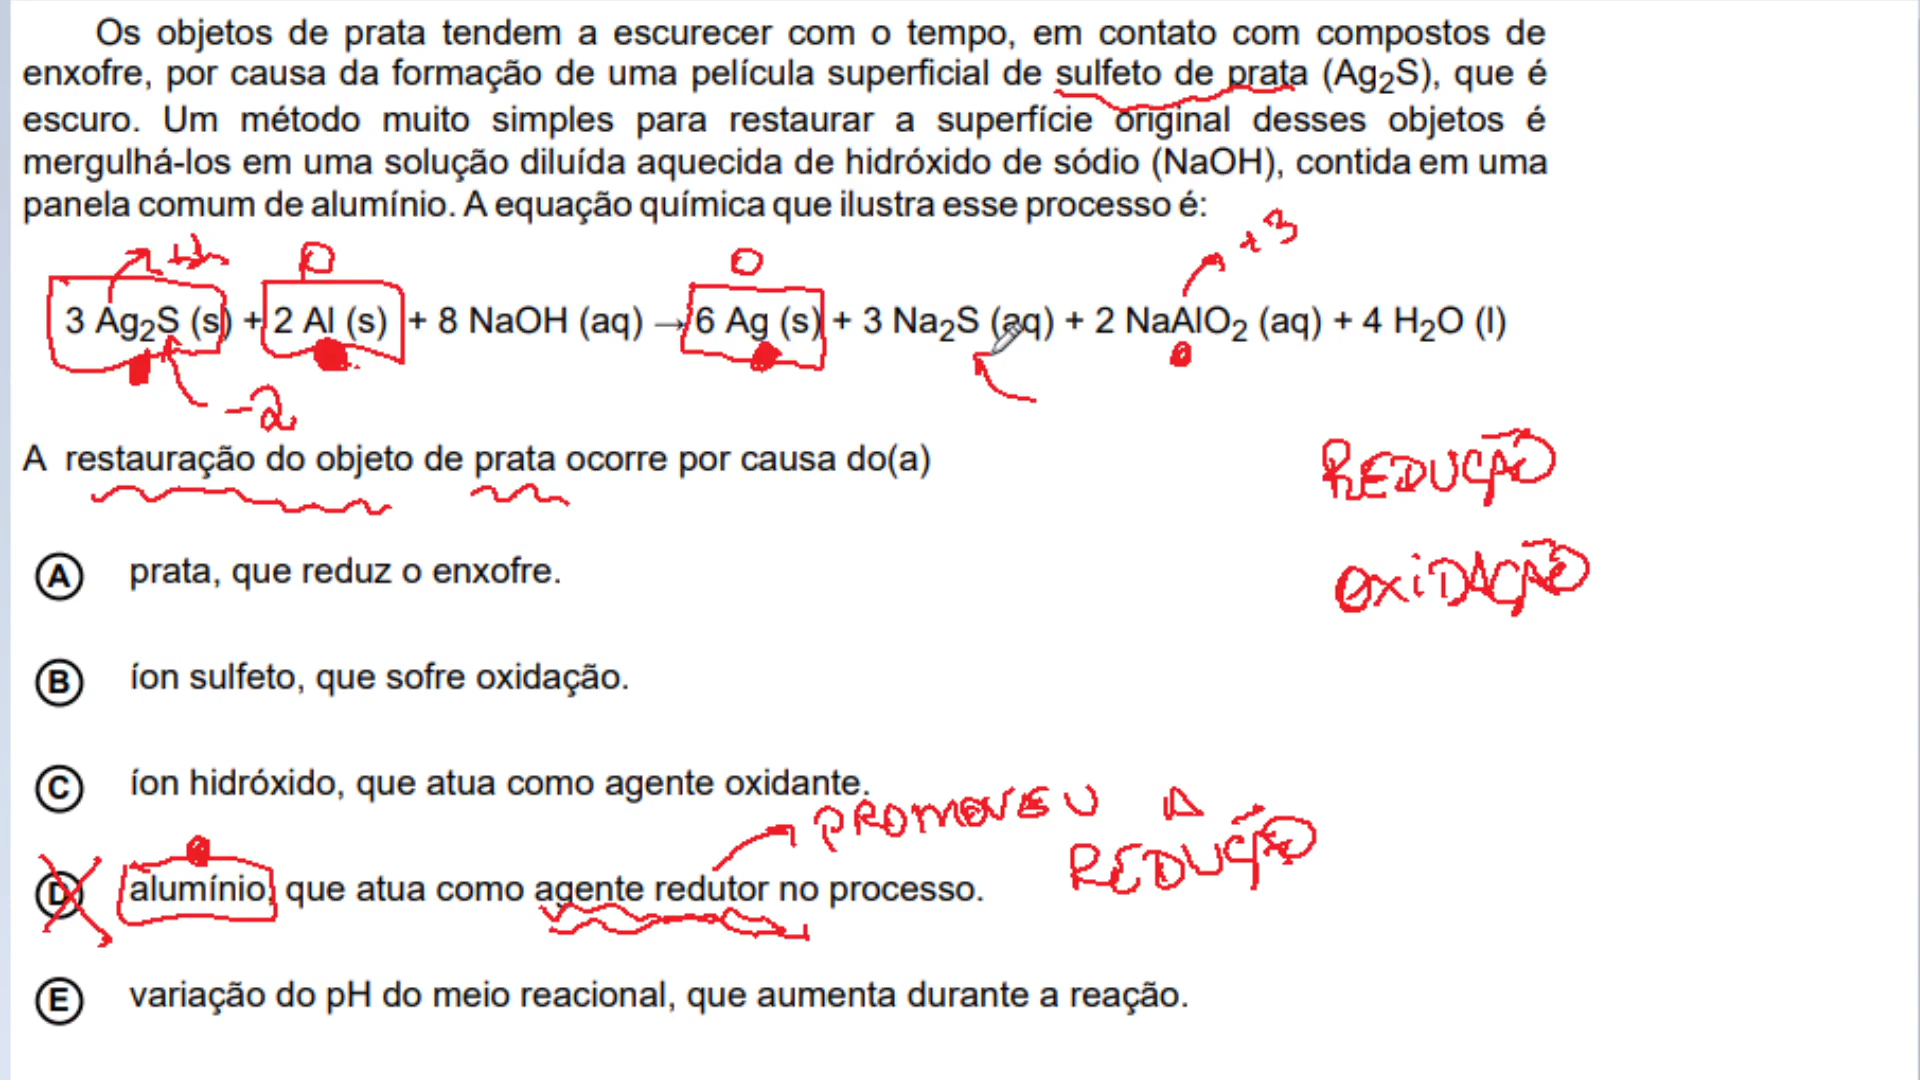 Os objetos de prata tendem a escurecer com o tempo, em contato com compostos de
enxofre, por causa da formação de uma película superficial de sulfeto de prata (Ag₂S), que é
escuro. Um método muito simples para restaurar a superfície original desses objetos é
mergulhá-los em uma solução diluída aquecida de hidróxido de sódio (NaOH), contida em uma
panela comum de alumínio. A equação química que ilustra esse processo é:
+3
0 0
3 Ag₂S (s) + 2 Al (s) + 8 NaOH (aq) → 6 Ag (s) + 3 Na₂S (aq) + 2 NaAlO₂ (aq) + 4 H₂O (l)
-2
A restauração do objeto de prata ocorre por causa do(a)
REDUÇÃO
A prata, que reduz o enxofre.
OXIDAÇÃO
B íon sulfeto, que sofre oxidação.
C íon hidróxido, que atua como agente oxidante.
PROMOVEU A
REDUÇÃO
D alumínio, que atua como agente redutor no processo.
E variação do pH do meio reacional, que aumenta durante a reação.